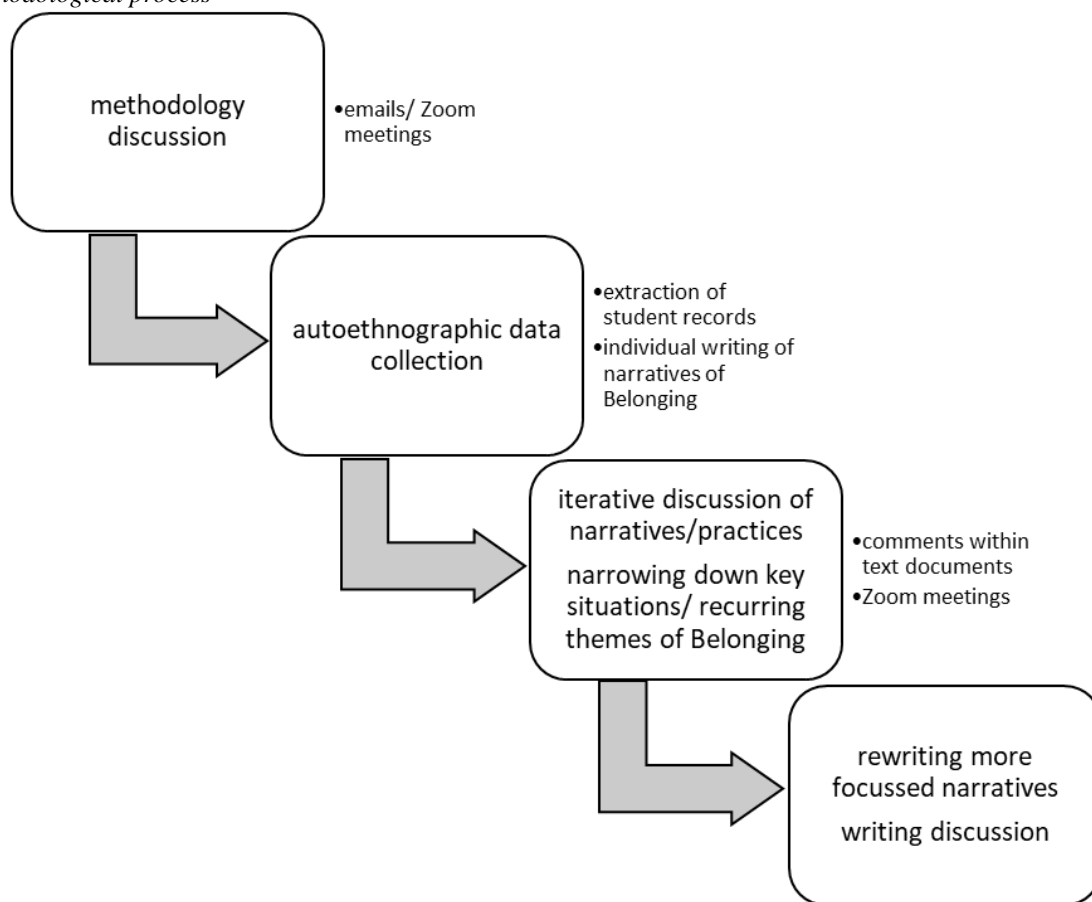 methodology
discussion
•emails/ Zoom
meetings
autoethnographic data
collection
•extraction of
student records
•individual writing of
narratives of
Belonging
iterative discussion of
narratives/practices
narrowing down key
situations/ recurring
themes of Belonging
•comments within
text documents
•Zoom meetings
rewriting more
focussed narratives
writing discussion